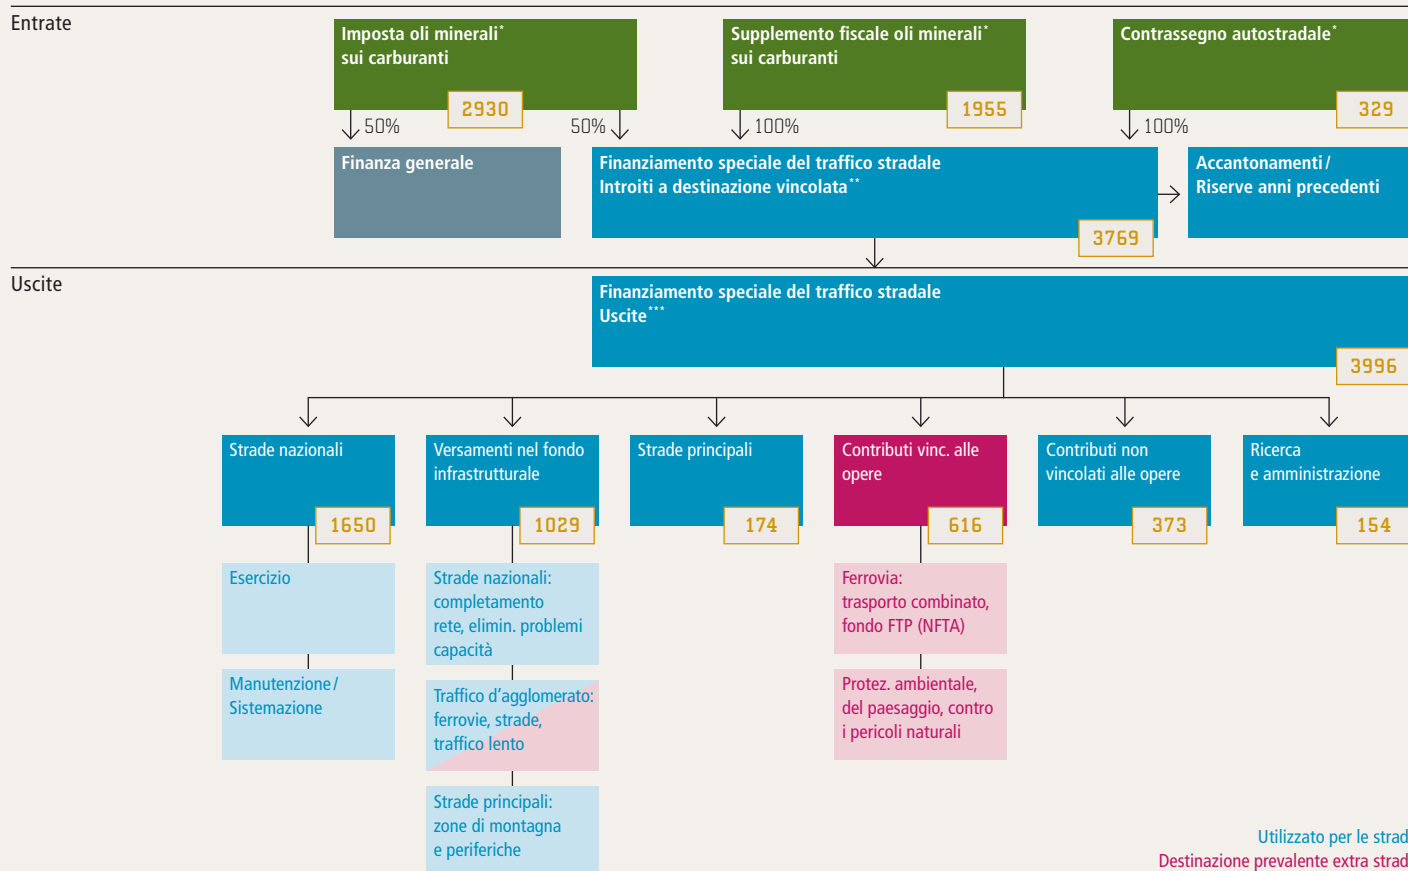 Entrate
Imposta oli minerali*
sui carburanti
2930
Supplemento fiscale oli minerali*
sui carburanti
1955
Contrassegno autostradale*
329
50%
50%
100%
100%
Finanza generale
Finanziamento speciale del traffico stradale
Introiti a destinazione vincolata**
3769
Accantonamenti/
Riserve anni precedenti
Uscite
Finanziamento speciale del traffico stradale
Uscite***
3996
Strade nazionali
1650
Versamenti nel fondo
infrastrutturale
1029
Strade principali
174
Contributi vinc. alle
opere
616
Contributi non
vincolati alle opere
373
Ricerca
e amministrazione
154
Esercizio
Manutenzione/
Sistemazione
Strade nazionali:
completamento
rete, elimin. problemi
capacità
Traffico d'agglomerato:
ferrovie, strade,
traffico lento
Strade principali:
zone di montagna
e periferiche
Ferrovia:
trasporto combinato,
fondo FTP (NFTA)
Protez. ambientale,
del paesaggio, contro
i pericoli naturali
Utilizzato per le strad
Destinazione prevalente extra strad